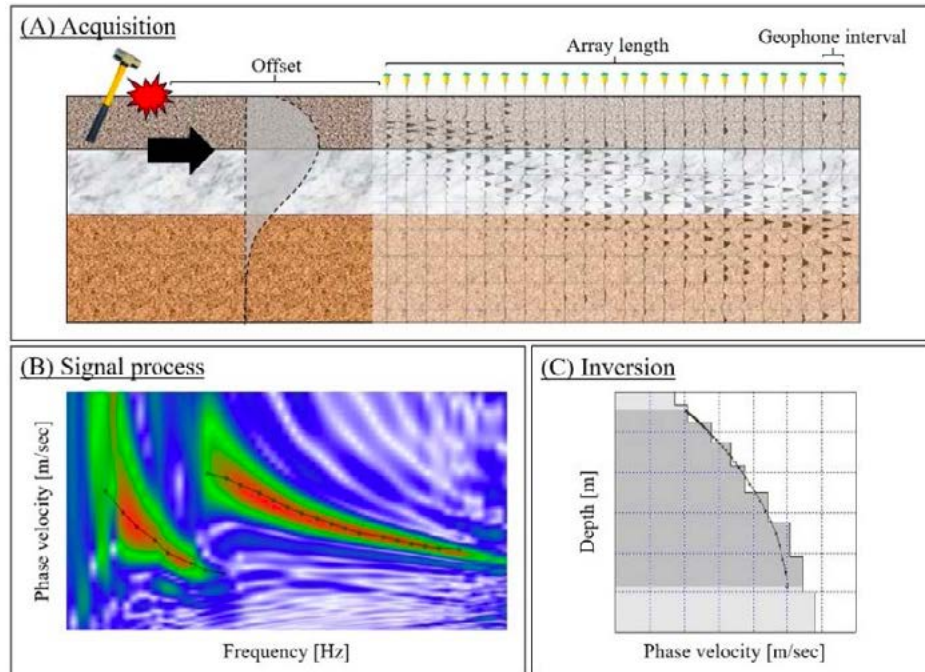 (A) Acquisition
Offset
Array length
Geophone interval
(B) Signal process
Phase velocity [m/sec]
Frequency [Hz]
(C) Inversion
Depth [m]
Phase velocity [m/sec]